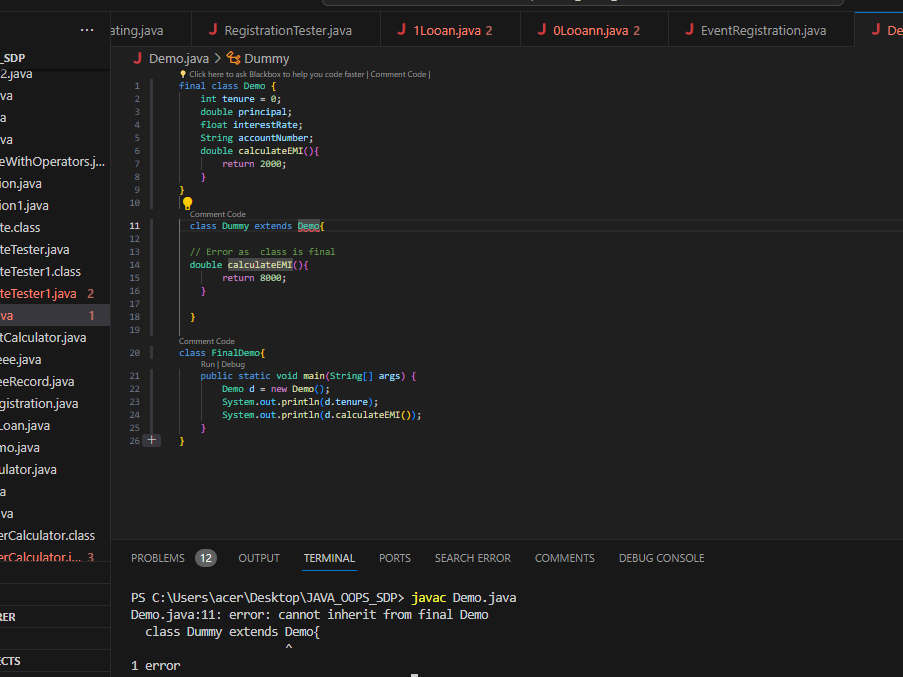 ating.java
RegistrationTester.java
1Looan.java 2
0Looann.java 2
EventRegistration.java
De
_SDP
2.java
va
a
va
eWithOperators.j...
ion.java
ion1.java
te.class
teTester.java
teTester1.class
teTester1.java 2
va 1
tCalculator.java
eee.java
eeRecord.java
gistration.java
Loan.java
mo.java
ulator.java
a
va
erCalculator.class
erCalculator.j... 3
RER
ECTS
Demo.java > Dummy
Click here to ask Blackbox to help you code faster | Comment Code |
1 final class Demo {
2 int tenure = 0;
3 double principal;
4 float interestRate;
5 String accountNumber;
6 double calculateEMI(){
7 return 2000;
8 }
9 }
10
Comment Code
11 class Dummy extends Demo{
12
13 // Error as  class is final
14 double calculateEMI(){
15 return 8000;
16 }
17
18 }
19
Comment Code
20 class FinalDemo{
Run | Debug
21 public static void main(String[] args) {
22 Demo d = new Demo();
23 System.out.println(d.tenure);
24 System.out.println(d.calculateEMI());
25 }
26 }
PROBLEMS 12 OUTPUT TERMINAL PORTS SEARCH ERROR COMMENTS DEBUG CONSOLE
PS C:\Users\acer\Desktop\JAVA_OOPS_SDP> javac Demo.java
Demo.java:11: error: cannot inherit from final Demo
class Dummy extends Demo{
^
1 error